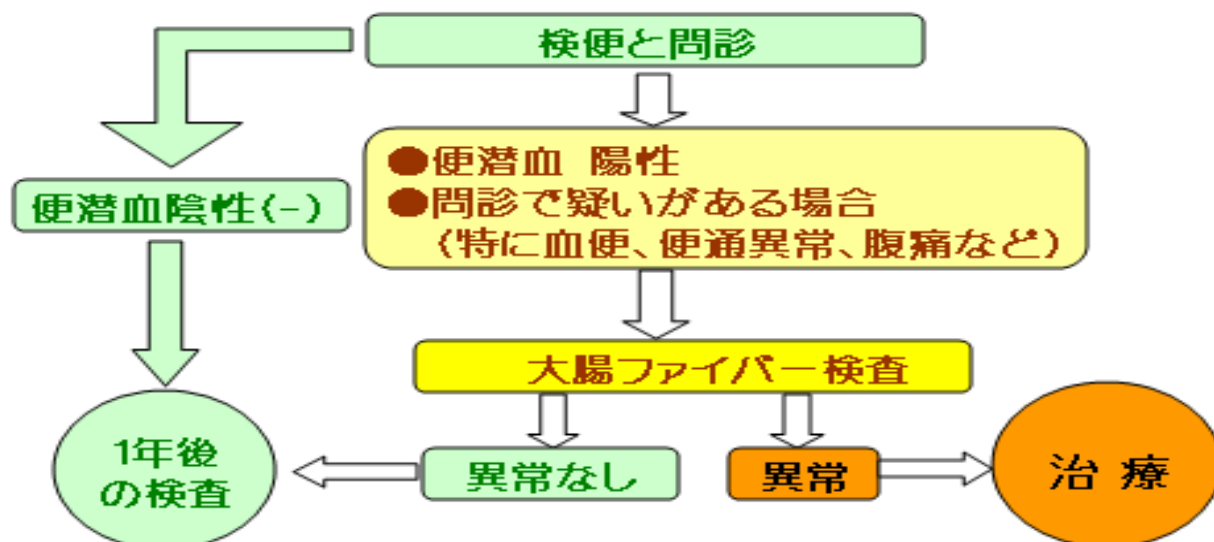 検便と問診
●便潜血 陽性
●問診で疑いがある場合
(特に血便、便通異常、腹痛など)
便潜血陰性(-)
大腸ファイバー検査
異常なし
異常
1年後
の検査
治 療